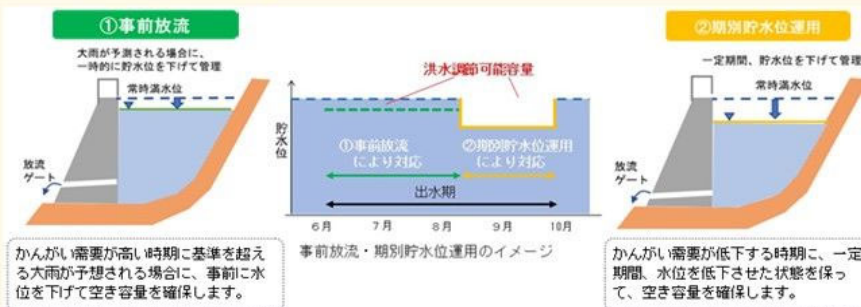 ①事前放流
大雨が予測される場合に、
一時的に貯水位を下げて管理
常時満水位
放流
ゲート
かんがい需要が高い時期に基準を超え
る大雨が予想される場合に、事前に水
位を下げて空き容量を確保します。
洪水調節可能容量
貯水位
①事前放流
により対応
②期別貯水位運用
により対応
出水期
6月 7月 8月 9月 10月
事前放流・期別貯水位運用のイメージ
②期別貯水位運用
一定期間、貯水位を下げて管理
常時満水位
放流
ゲート
かんがい需要が低下する時期に、一定
期間、水位を低下させた状態を保っ
て、空き容量を確保します。